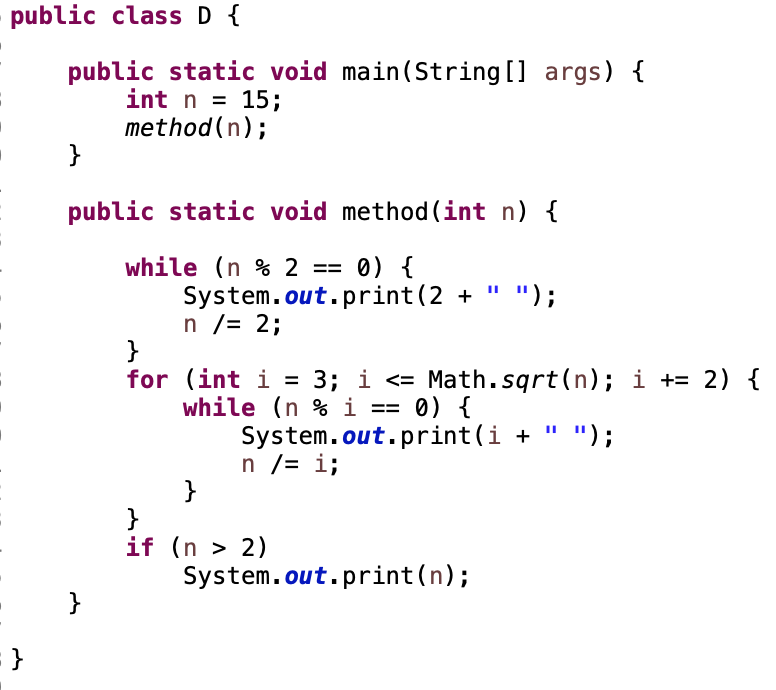 public class D {
public static void main(String[] args) {
int n = 15;
method(n);
}
public static void method(int n) {
while (n % 2 == 0) {
System.out.print(2 + " ");
n /= 2;
}
for (int i = 3; i <= Math.sqrt(n); i += 2) {
while (n % i == 0) {
System.out.print(i + " ");
n /= i;
}
}
if (n > 2)
System.out.print(n);
}
}